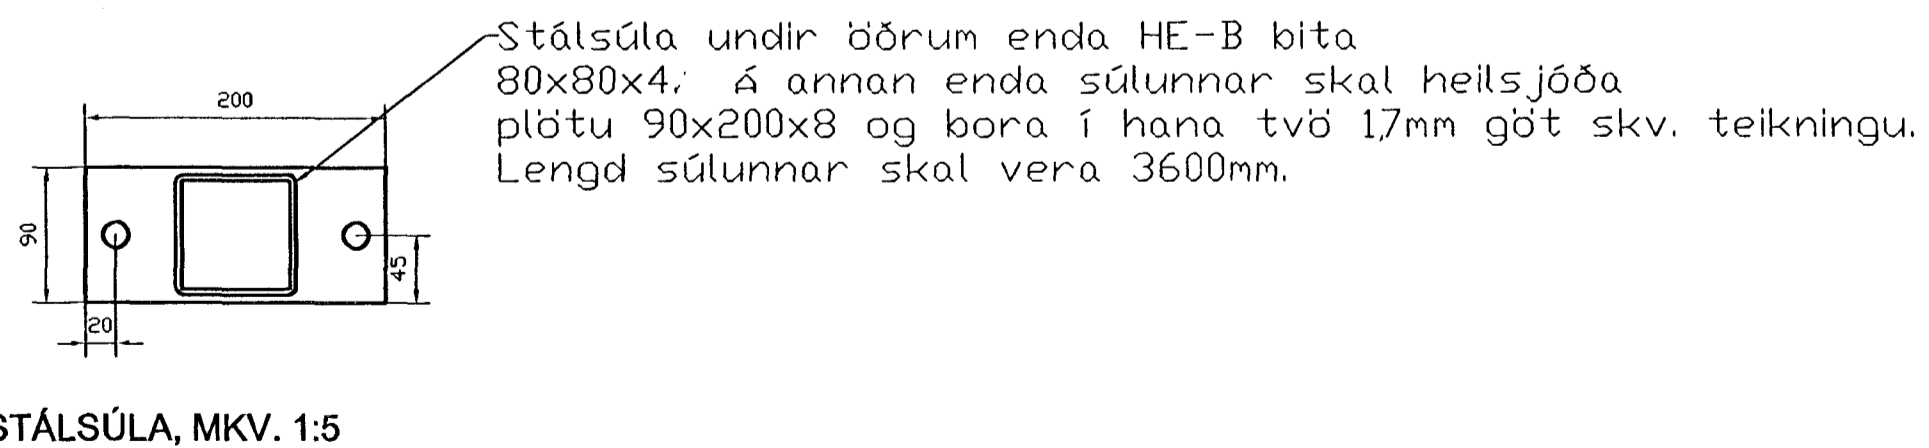 Stálsúla undir öðrum enda HE-B bita
80x80x4. Á annan enda súlunnar skal heilsjóða
plötu 90x200x8 og bora í hana tvö 17mm göt skv. teikningu.
Lengd súlunnar skal vera 3600mm.
200
90
45
20
STÁLSÚLA, MKV. 1:5